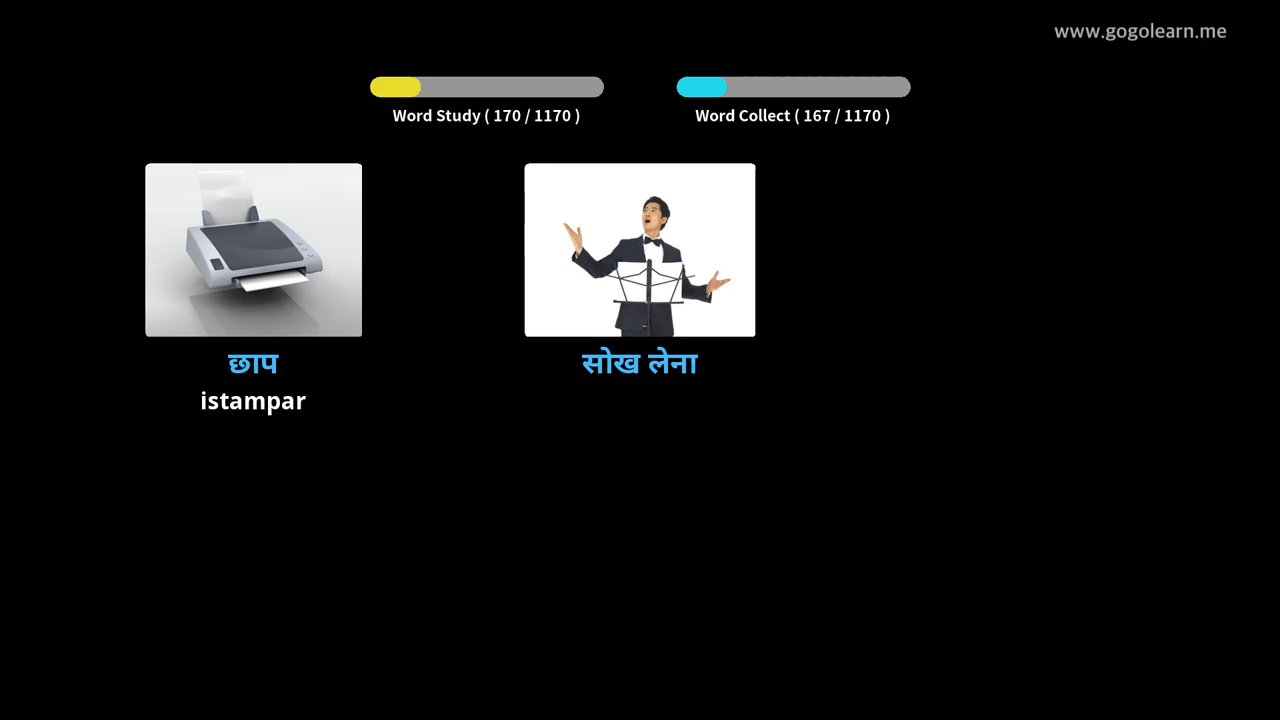 www.gogolearn.me
Word Study ( 170 / 1170 )
Word Collect ( 167 / 1170 )
छाप
सोख लेना
istampar